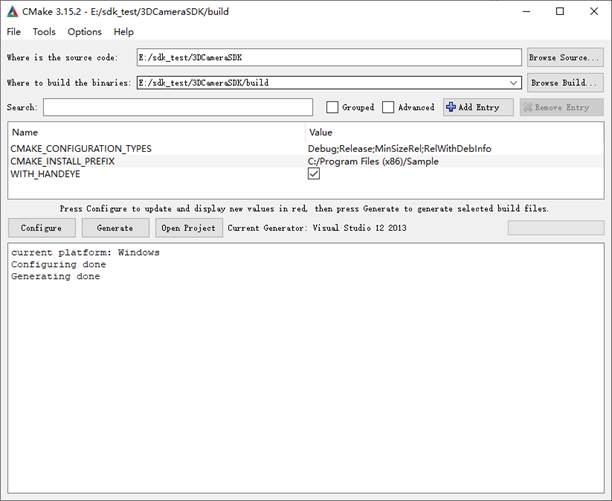 CMake 3.15.2 - E:/sdk_test/3DCameraSDK/build
File Tools Options Help
Where is the source code: E:/sdk_test/3DCameraSDK Browse Source...
Where to build the binaries: E:/sdk_test/3DCameraSDK/build Browse Build...
Search: Grouped Advanced Add Entry Remove Entry
Name Value
CMAKE_CONFIGURATION_TYPES Debug;Release;MinSizeRel;RelWithDebInfo
CMAKE_INSTALL_PREFIX C:/Program Files (x86)/Sample
WITH_HANDEYE
Press Configure to update and display new values in red, then press Generate to generate selected build files.
Configure Generate Open Project Current Generator: Visual Studio 12 2013
current platform: Windows
Configuring done
Generating done